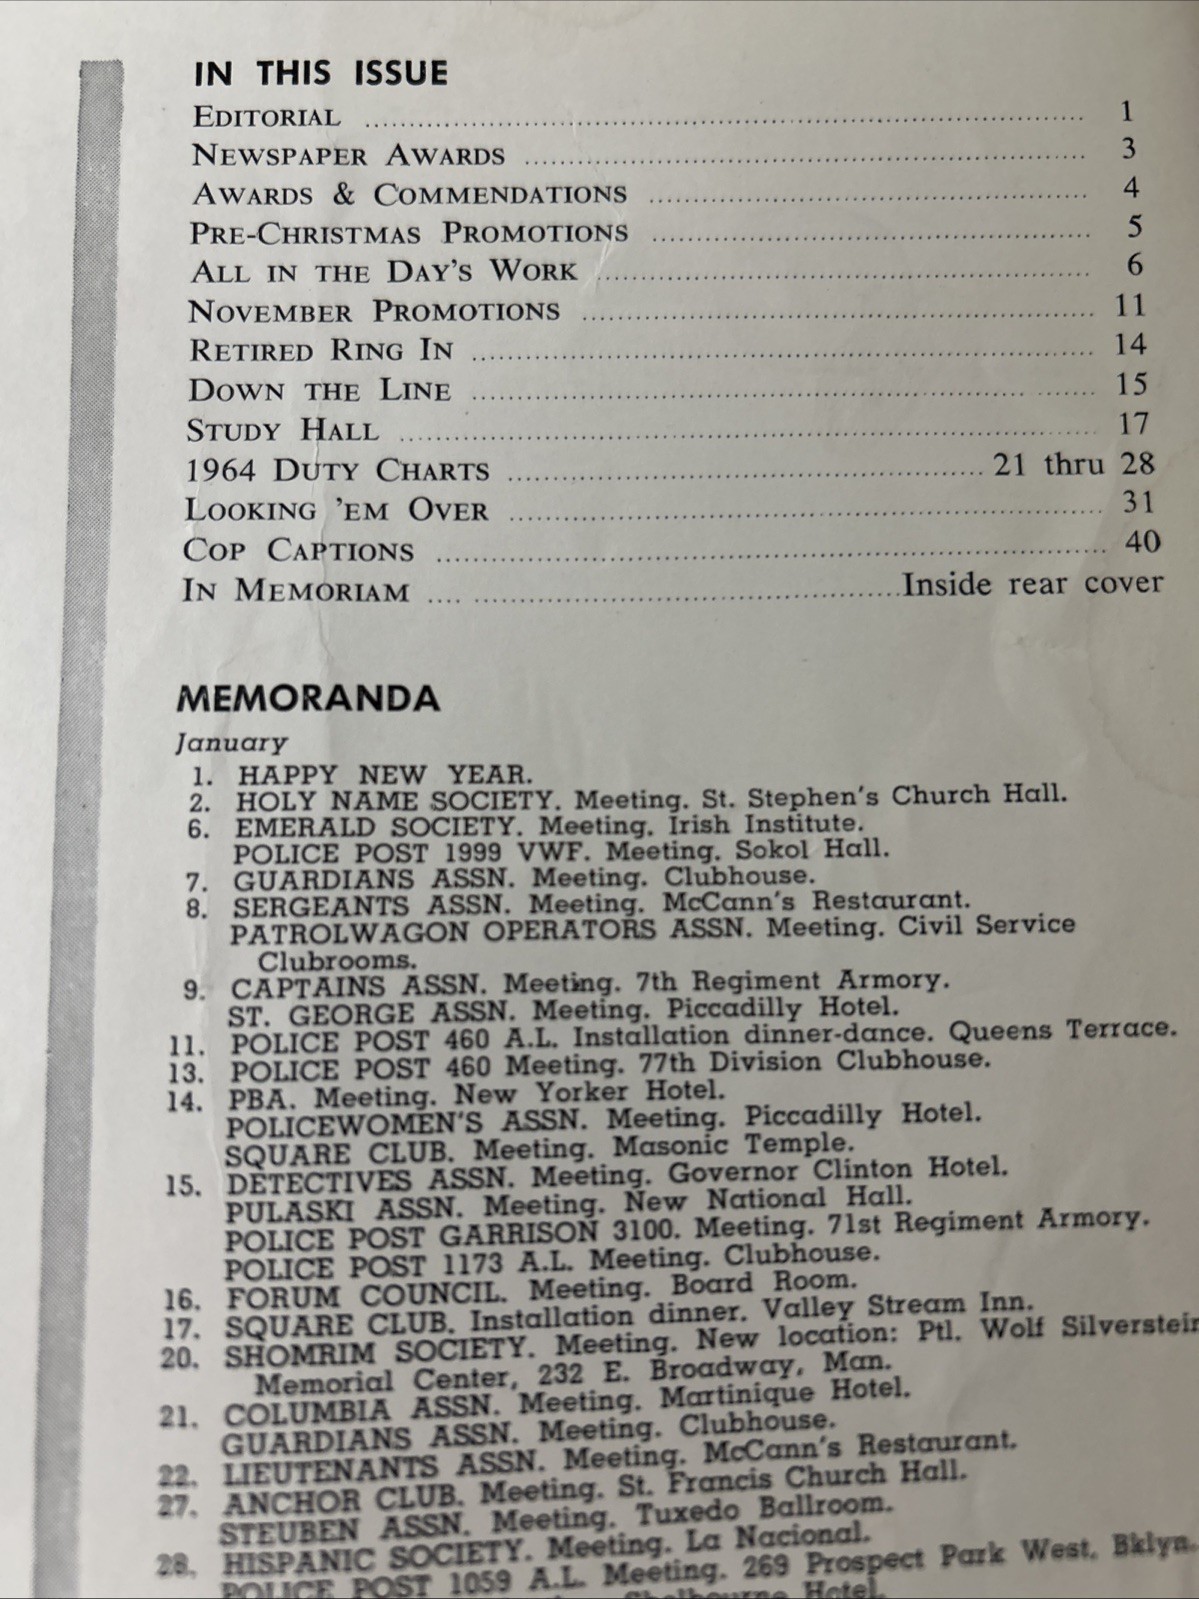 IN THIS ISSUE
EDITORIAL ........ 1
NEWSPAPER AWARDS ........ 3
AWARDS & COMMENDATIONS ........ 4
PRE-CHRISTMAS PROMOTIONS ........ 5
ALL IN THE DAY'S WORK ........ 6
NOVEMBER PROMOTIONS ........ 11
RETIRED RING IN ........ 14
DOWN THE LINE ........ 15
STUDY HALL ........ 17
1964 DUTY CHARTS ........ 21 thru 28
LOOKING 'EM OVER ........ 31
COP CAPTIONS ........ 40
IN MEMORIAM ........ Inside rear cover
MEMORANDA
January
1. HAPPY NEW YEAR.
2. HOLY NAME SOCIETY. Meeting. St. Stephen's Church Hall.
6. EMERALD SOCIETY. Meeting. Irish Institute.
POLICE POST 1999 VWF. Meeting. Sokol Hall.
7. GUARDIANS ASSN. Meeting. Clubhouse.
8. SERGEANTS ASSN. Meeting. McCann's Restaurant.
PATROLWAGON OPERATORS ASSN. Meeting. Civil Service
Clubrooms.
9. CAPTAINS ASSN. Meeting. 7th Regiment Armory.
ST. GEORGE ASSN. Meeting. Piccadilly Hotel.
11. POLICE POST 460 A.L. Installation dinner-dance. Queens Terrace.
13. POLICE POST 460 Meeting. 77th Division Clubhouse.
14. PBA. Meeting. New Yorker Hotel.
POLICEWOMEN'S ASSN. Meeting. Piccadilly Hotel.
SQUARE CLUB. Meeting. Masonic Temple.
15. DETECTIVES ASSN. Meeting. Governor Clinton Hotel.
PULASKI ASSN. Meeting. New National Hall.
POLICE POST GARRISON 3100. Meeting. 71st Regiment Armory.
POLICE POST 1173 A.L. Meeting. Clubhouse.
16. FORUM COUNCIL. Meeting. Board Room.
17. SQUARE CLUB. Installation dinner. Valley Stream Inn.
20. SHOMRIM SOCIETY. Meeting. New location: Ptl. Wolf Silverstein
Memorial Center, 232 E. Broadway, Man.
21. COLUMBIA ASSN. Meeting. Martinique Hotel.
GUARDIANS ASSN. Meeting. Clubhouse.
22. LIEUTENANTS ASSN. Meeting. McCann's Restaurant.
27. ANCHOR CLUB. Meeting. St. Francis Church Hall.
STEUBEN ASSN. Meeting. Tuxedo Ballroom.
28. HISPANIC SOCIETY. Meeting. La Nacional.
POLICE POST 1059 A.L. Meeting. 269 Prospect Park West, Bklyn.
Hotel.